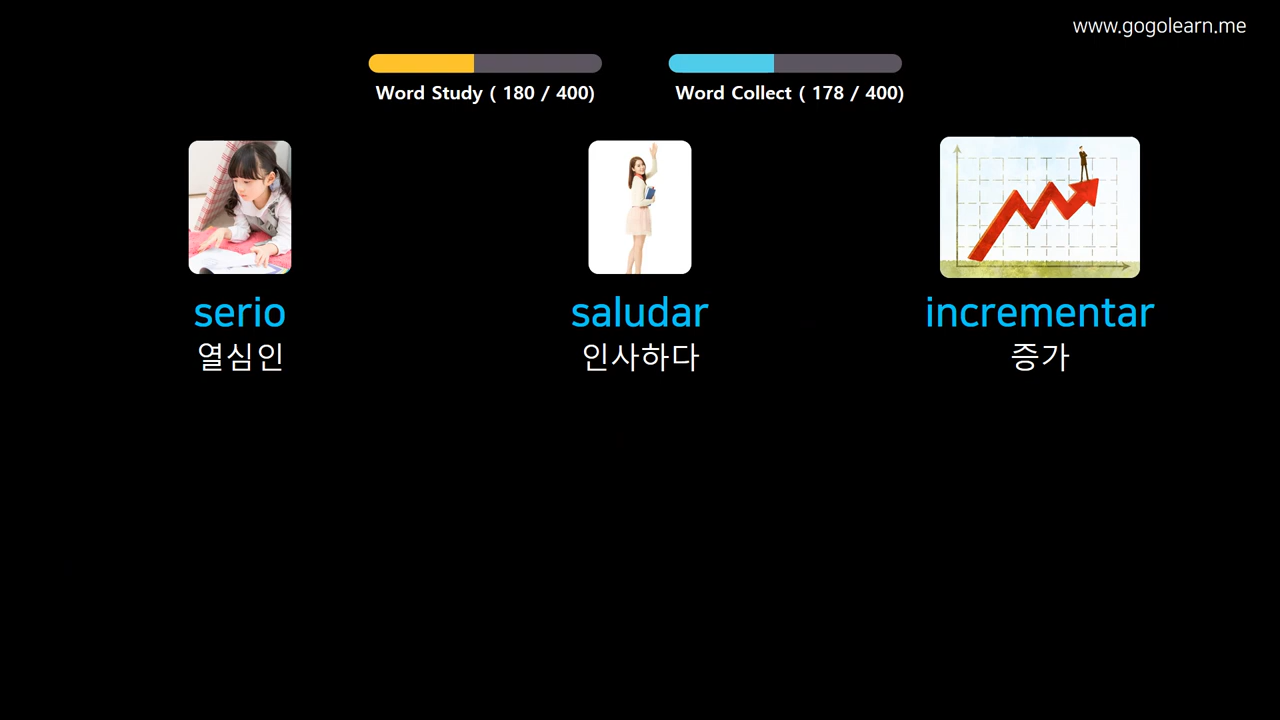 www.gogolearn.me
Word Study ( 180 / 400)
Word Collect ( 178 / 400)
serio
saludar
incrementar
열심인
인사하다
증가